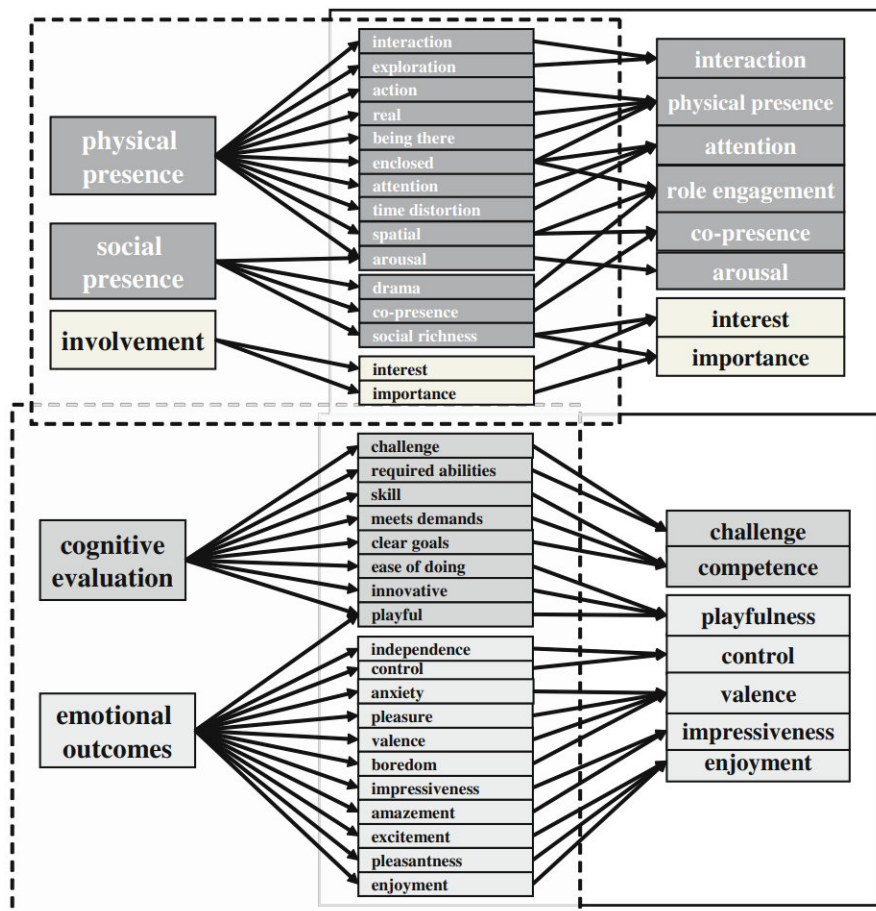 physical
presence
social
presence
involvement
interaction
exploration
action
real
being there
enclosed
attention
time distortion
spatial
arousal
drama
co-presence
social richness
interest
importance
interaction
physical presence
attention
role engagement
co-presence
arousal
interest
importance
cognitive
evaluation
emotional
outcomes
challenge
required abilities
skill
meets demands
clear goals
ease of doing
innovative
playful
independence
control
anxiety
pleasure
valence
boredom
impressiveness
amazement
excitement
pleasantness
enjoyment
challenge
competence
playfulness
control
valence
impressiveness
enjoyment